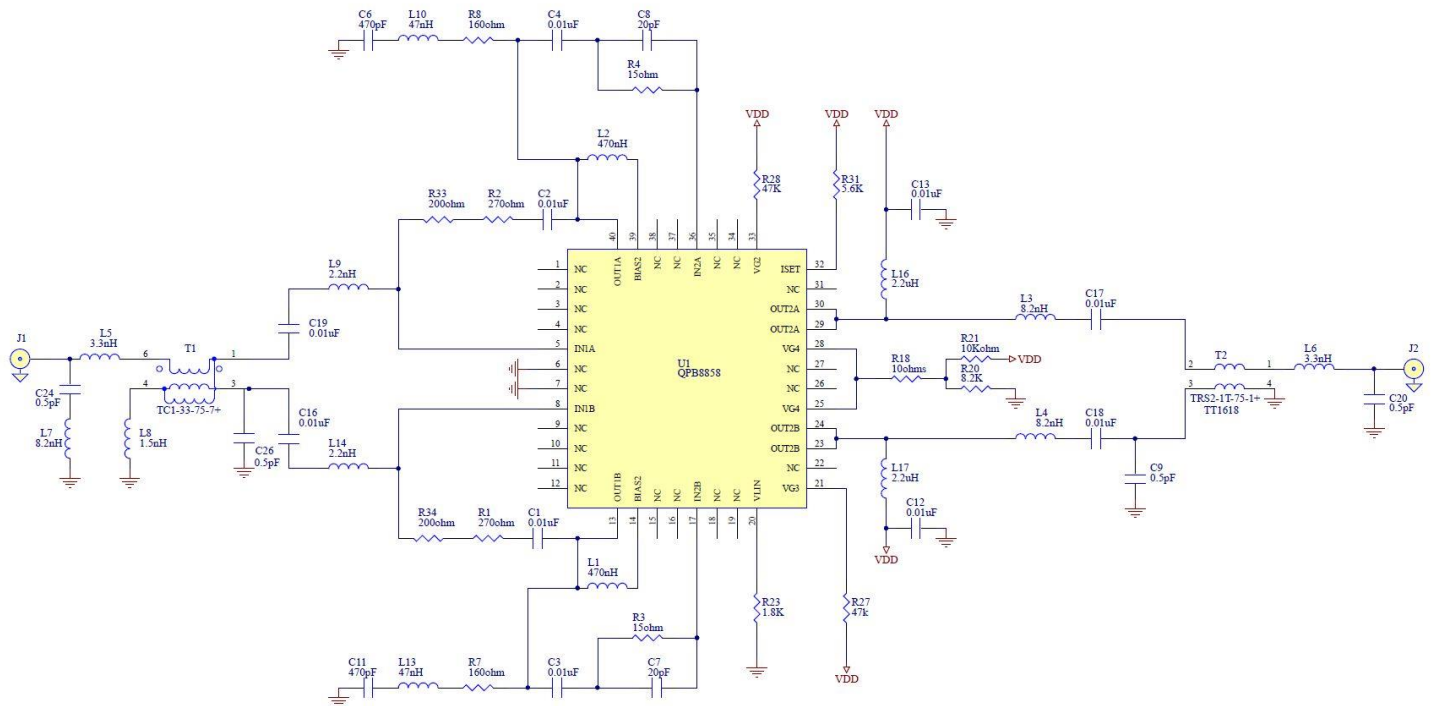 C6
470pF
L10
47nH
R8
160ohm
C4
0.01uF
C8
20pF
R4
15ohm
VDD
VDD
VDD
L2
470nH
R28
47K
R31
5.6K
C13
0.01uF
R33
200ohm
R2
270ohm
C2
0.01uF
40
39
38
37
36
35
34
33
OUT1A
BIAS2
NC
NC
IN2A
NC
NC
VG2
L9
2.2nH
C19
0.01uF
L16
2.2uH
L3
8.2nH
C17
0.01uF
1 NC
2 NC
3 NC
4 NC
5 IN1A
6 NC
7 NC
8 IN1B
9 NC
10 NC
11 NC
12 NC
U1
QPB8858
ISET 32
NC 31
OUT2A 30
OUT2A 29
VG4 28
NC 27
NC 26
VG4 25
OUT2B 24
OUT2B 23
NC 22
VG3 21
J1
L5
3.3nH
T1
6
1
4
3
TC1-33-75-7+
C24
0.5pF
L7
8.2nH
L8
1.5nH
C26
0.5pF
C16
0.01uF
L14
2.2nH
R18
10ohms
R21
10Kohm
VDD
R20
8.2K
T2
2
1
3
4
TRS2-1T-75-1+
TT1618
L6
3.3nH
J2
C20
0.5pF
L4
8.2nH
C18
0.01uF
C9
0.5pF
L17
2.2uH
C12
0.01uF
VDD
OUT1B
BIAS2
NC
NC
IN2B
NC
NC
VLIN
13
14
15
16
17
18
19
20
R34
200ohm
R1
270ohm
C1
0.01uF
L1
470nH
R3
15ohm
R23
1.8K
R27
47k
VDD
C11
470pF
L13
47nH
R7
160ohm
C3
0.01uF
C7
20pF